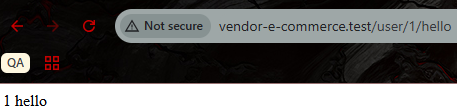 Not secure vendor-e-commerce.test/user/1/hello
QA
1 hello